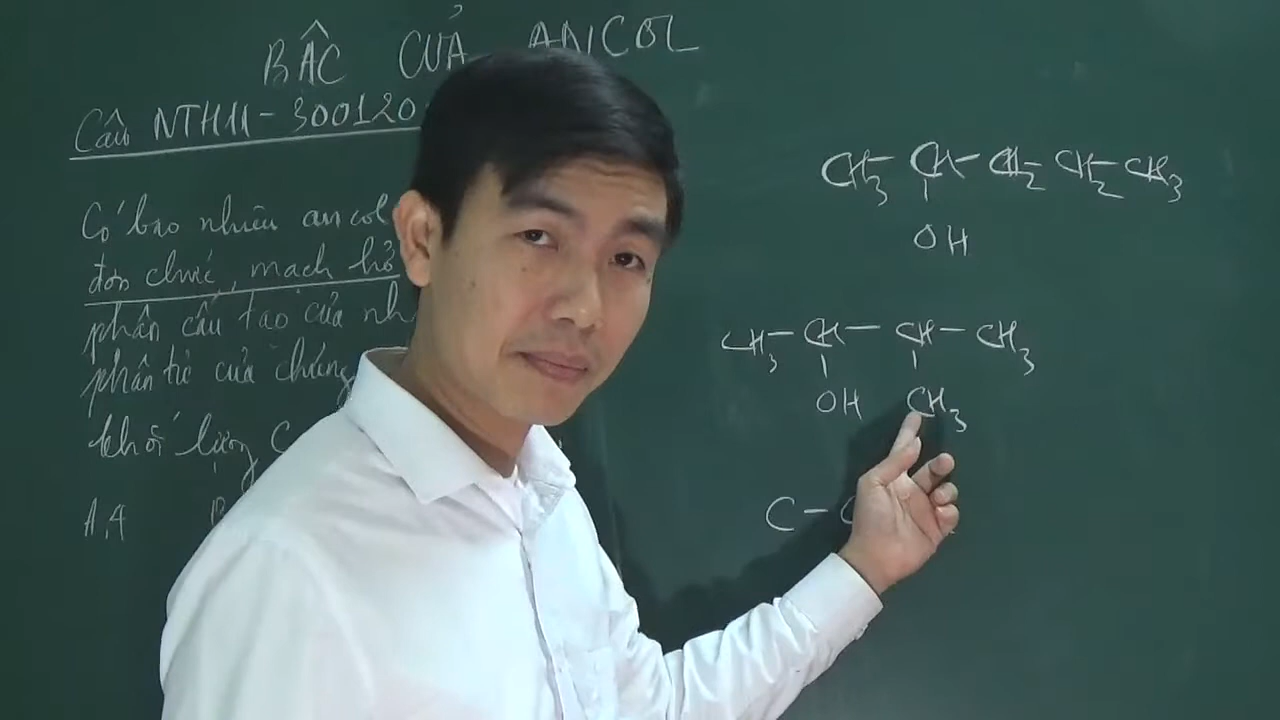 BẬC CỦA ANCOL
Câu NTH11-300120
Có bao nhiêu ancol
đơn chức, mạch hở
phân cấu tạo của nh
phân tử của chúng
khối lượng C
A.4
CH3- CH- CH2- CH2- CH3
OH
CH3- CH - CH - CH3
OH CH3
C - C